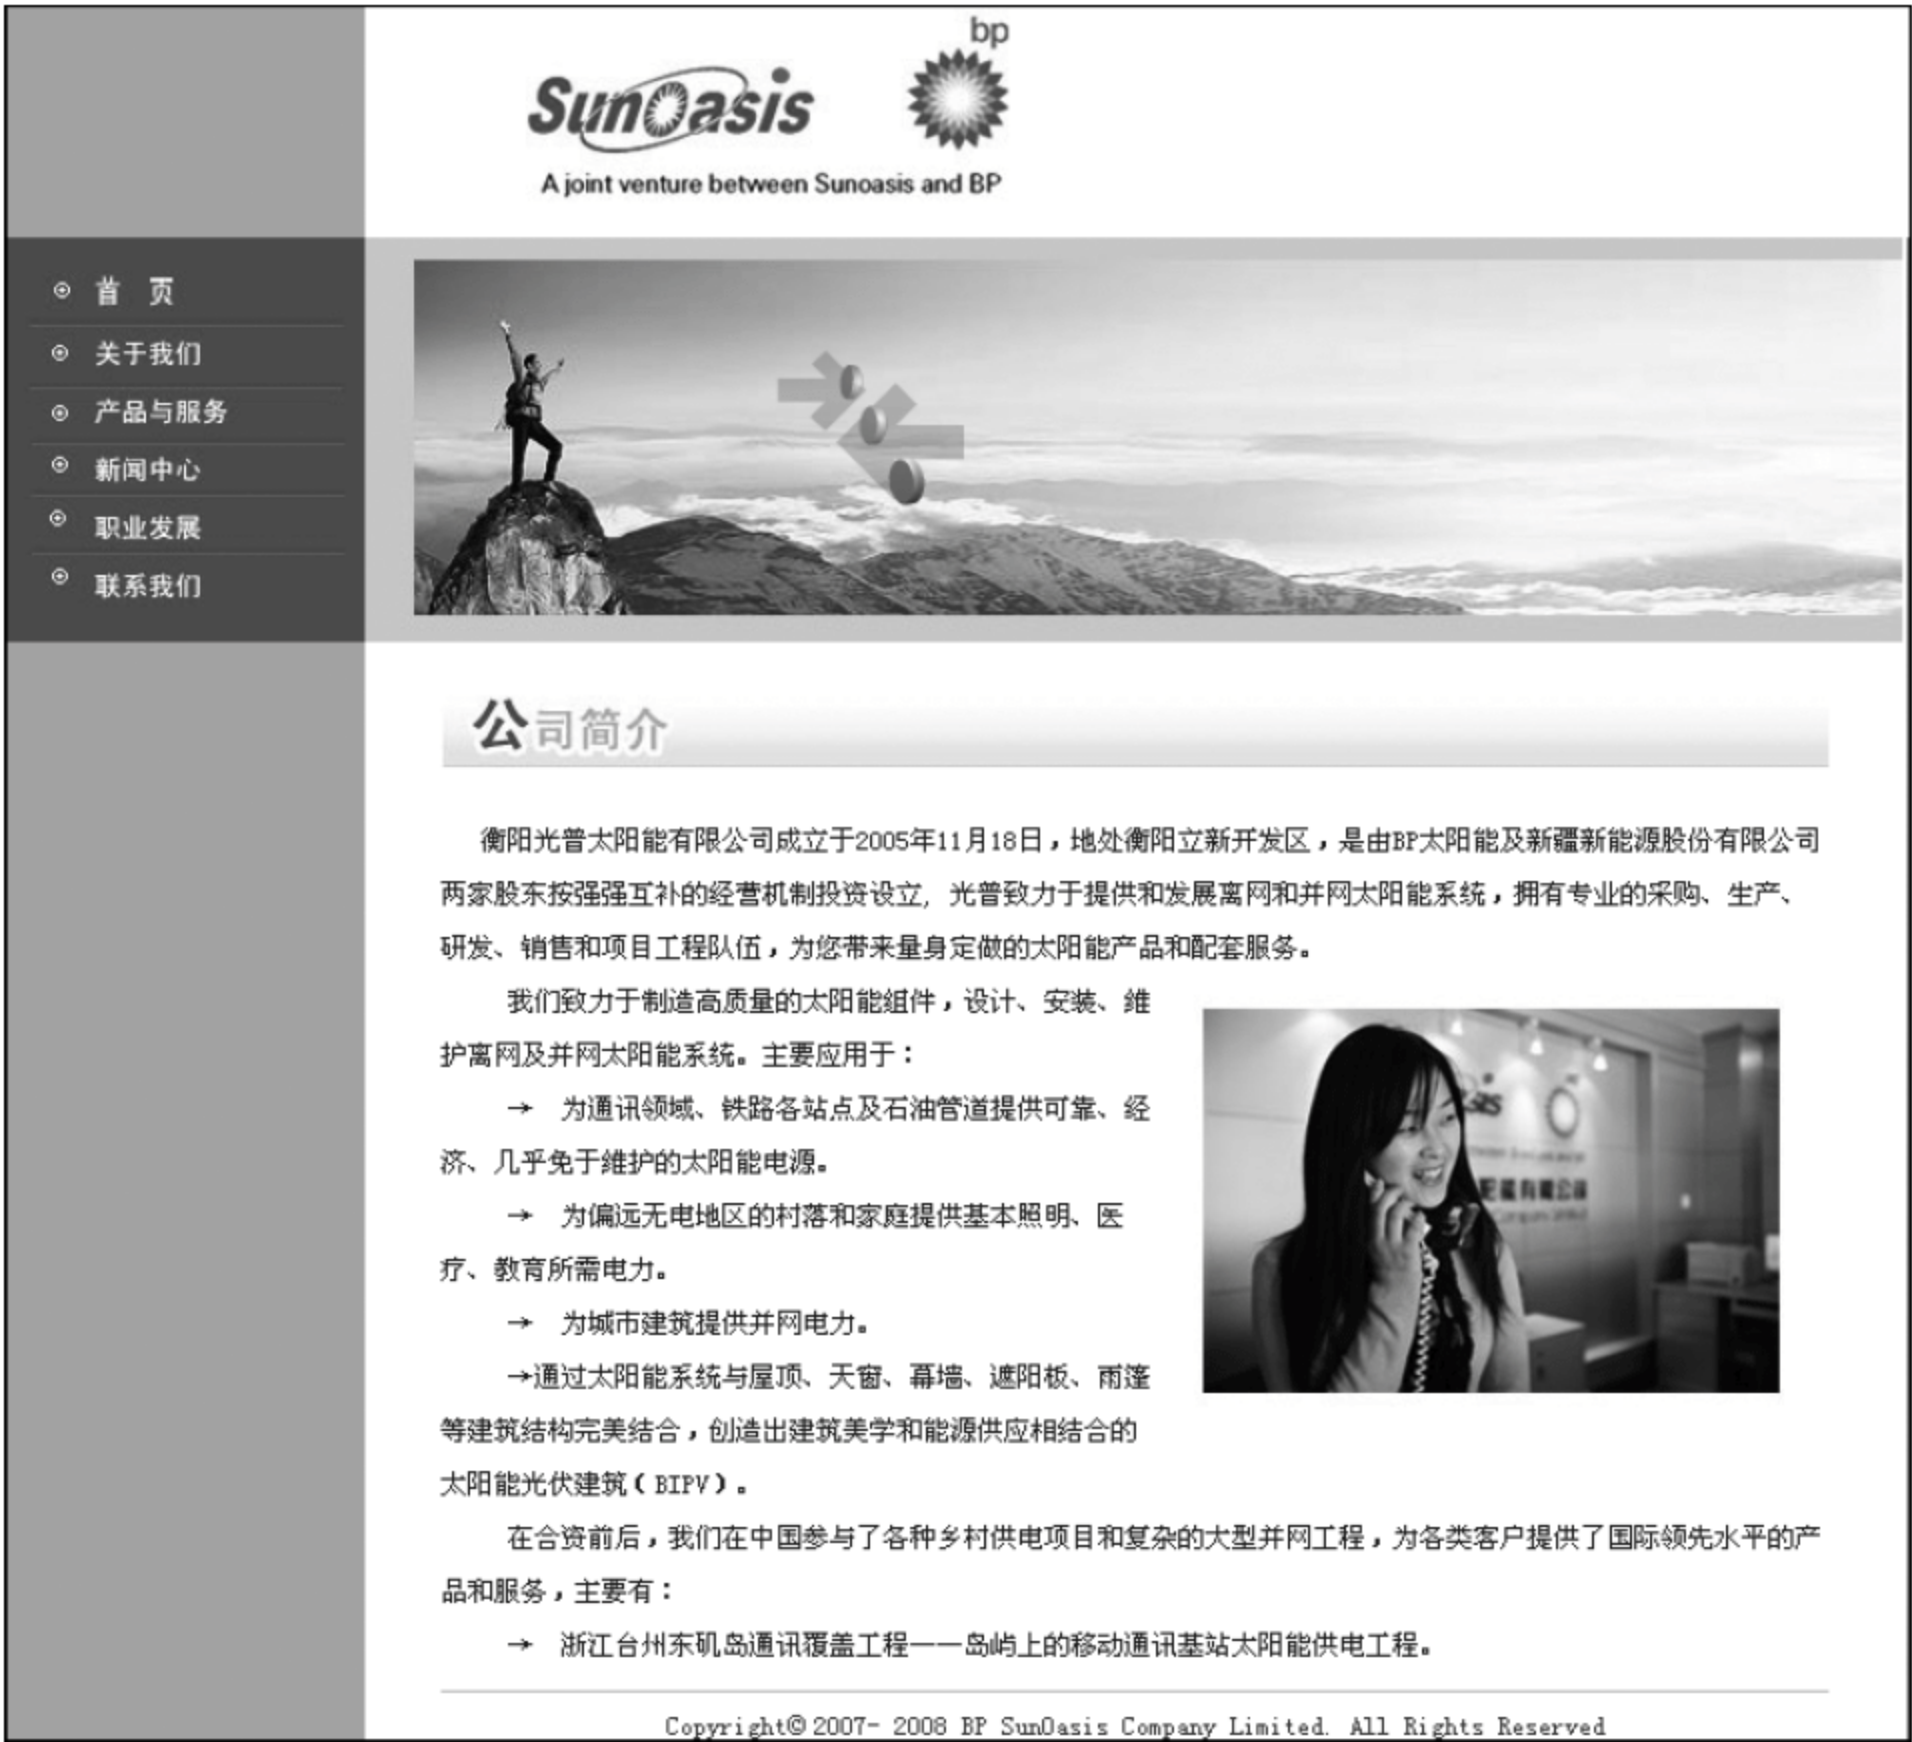 bp
SunOasis
A joint venture between Sunoasis and BP
首 页
关于我们
产品与服务
新闻中心
职业发展
联系我们
公司简介
衡阳光普太阳能有限公司成立于2005年11月18日，地处衡阳立新开发区，是由BP太阳能及新疆新能源股份有限公司
两家股东按强强互补的经营机制投资设立, 光普致力于提供和发展离网和并网太阳能系统，拥有专业的采购、生产、
研发、销售和项目工程队伍，为您带来量身定做的太阳能产品和配套服务。
我们致力于制造高质量的太阳能组件，设计、安装、维
护离网及并网太阳能系统。主要应用于：
→ 为通讯领域、铁路各站点及石油管道提供可靠、经
济、几乎免于维护的太阳能电源。
→ 为偏远无电地区的村落和家庭提供基本照明、医
疗、教育所需电力。
→ 为城市建筑提供并网电力。
→通过太阳能系统与屋顶、天窗、幕墙、遮阳板、雨篷
等建筑结构完美结合，创造出建筑美学和能源供应相结合的
太阳能光伏建筑（BIPV）。
在合资前后，我们在中国参与了各种乡村供电项目和复杂的大型并网工程，为各类客户提供了国际领先水平的产
品和服务，主要有：
→ 浙江台州东矶岛通讯覆盖工程——岛屿上的移动通讯基站太阳能供电工程。
Copyright© 2007- 2008 BP SunOasis Company Limited. All Rights Reserved